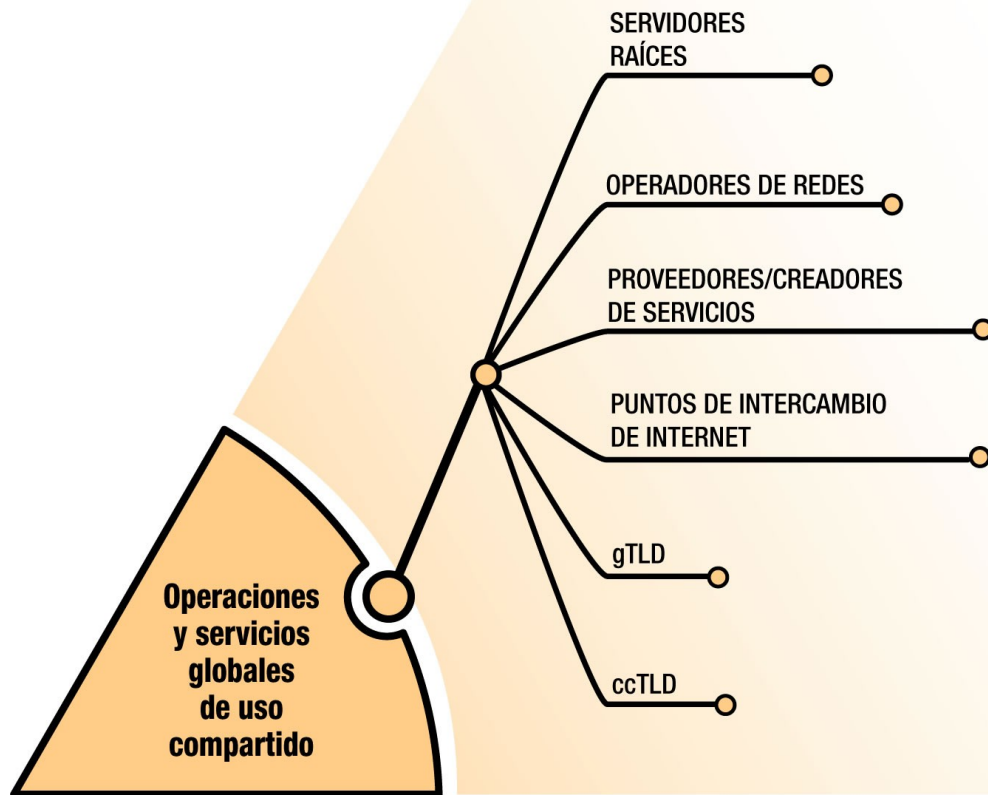 SERVIDORES
RAÍCES
OPERADORES DE REDES
PROVEEDORES/CREADORES
DE SERVICIOS
PUNTOS DE INTERCAMBIO
DE INTERNET
gTLD
ccTLD
Operaciones
y servicios
globales
de uso
compartido